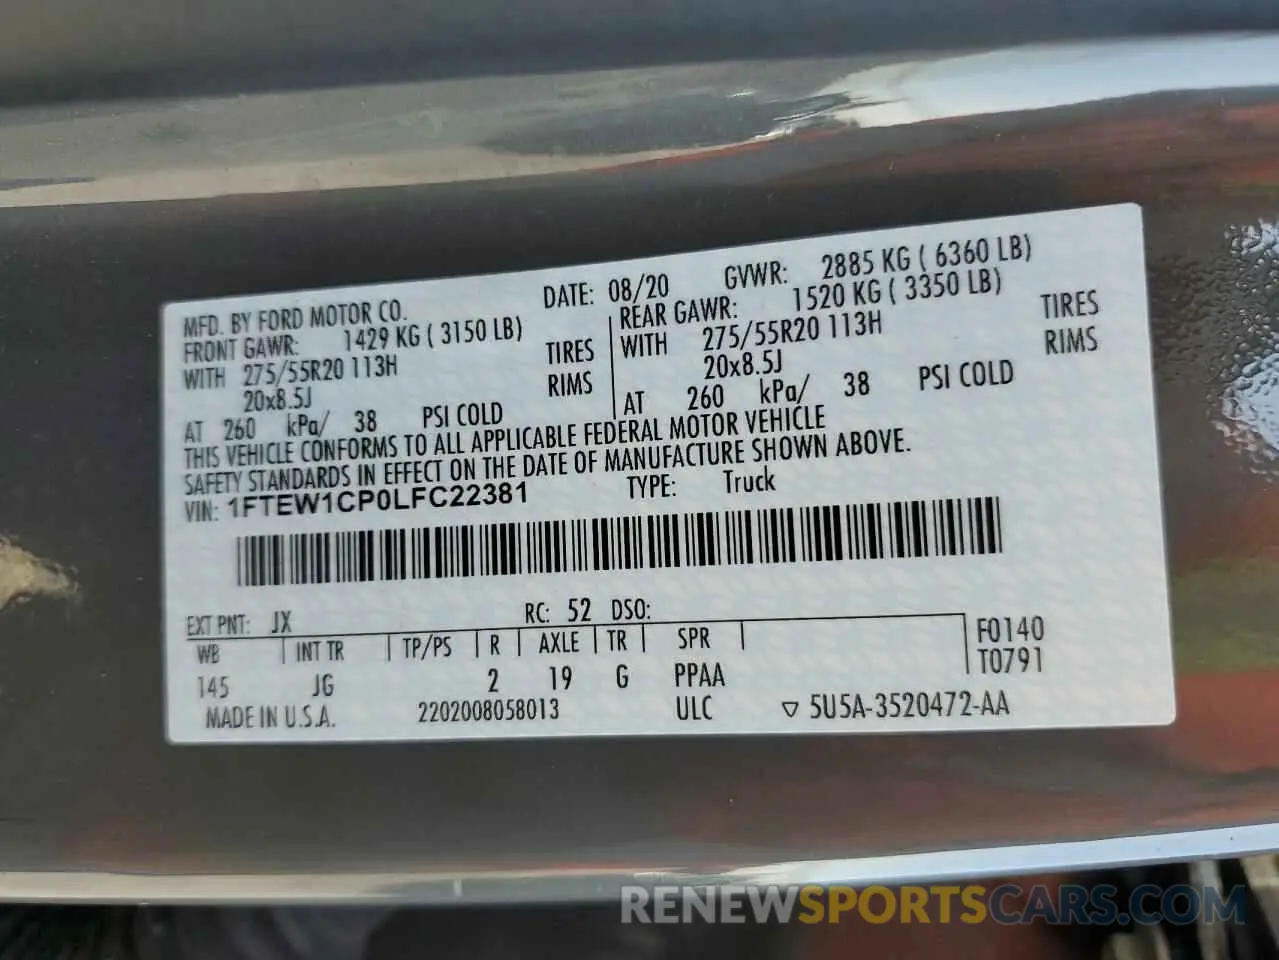 MFD. BY FORD MOTOR CO. DATE: 08/20 GVWR: 2885 KG ( 6360 LB)
FRONT GAWR: 1429 KG ( 3150 LB) REAR GAWR: 1520 KG ( 3350 LB)
WITH 275/55R20 113H TIRES WITH 275/55R20 113H TIRES
20x8.5J RIMS 20x8.5J RIMS
AT 260 kPa/ 38 PSI COLD AT 260 kPa/ 38 PSI COLD
THIS VEHICLE CONFORMS TO ALL APPLICABLE FEDERAL MOTOR VEHICLE
SAFETY STANDARDS IN EFFECT ON THE DATE OF MANUFACTURE SHOWN ABOVE.
VIN: 1FTEW1CP0LFC22381 TYPE: Truck
EXT PNT: JX RC: 52 DSO:
WB INT TR TP/PS R AXLE TR SPR F0140
145 JG 2 19 G PPAA T0791
MADE IN U.S.A. 2202008058013 ULC ▽ 5U5A-3520472-AA
RENEWSPORTSCARS.COM